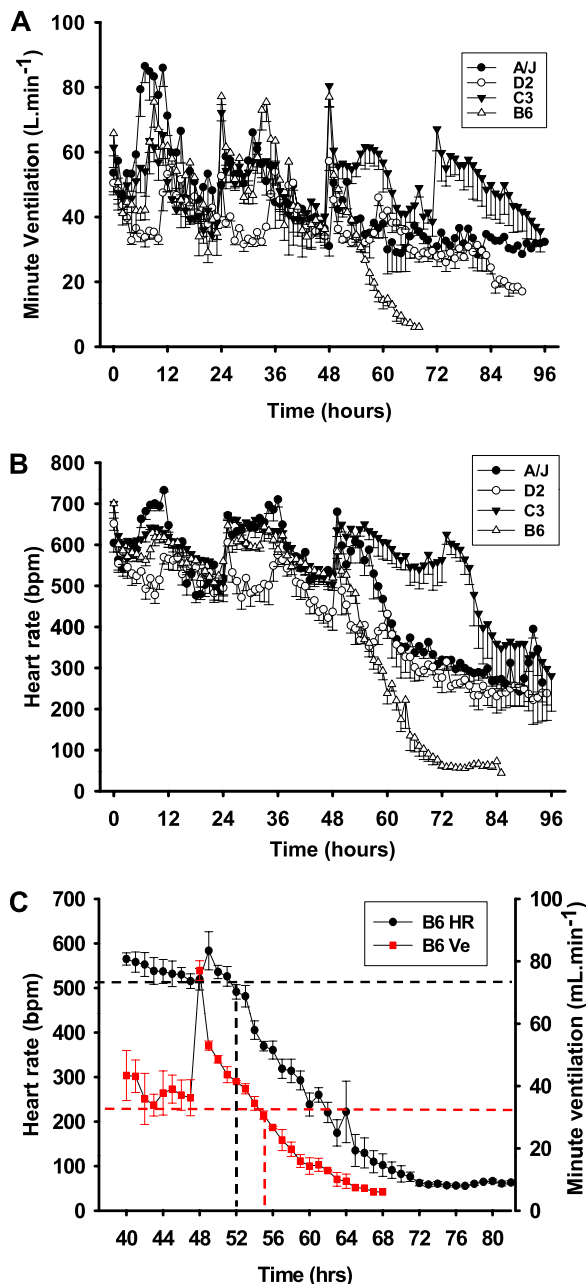 A
100
80
60
40
20
0
Minute Ventilation (L.min-1)
A/J
D2
C3
B6
0 12 24 36 48 60 72 84 96
Time (hours)
B
800
700
600
500
400
300
200
100
0
Heart rate (bpm)
A/J
D2
C3
B6
0 12 24 36 48 60 72 84 96
Time (hours)
C
700
600
500
400
300
200
100
0
Heart rate (bpm)
B6 HR
B6 Ve
100
80
60
40
20
0
Minute ventilation (mL.min-1)
40 44 48 52 56 60 64 68 72 76 80
Time (hrs)